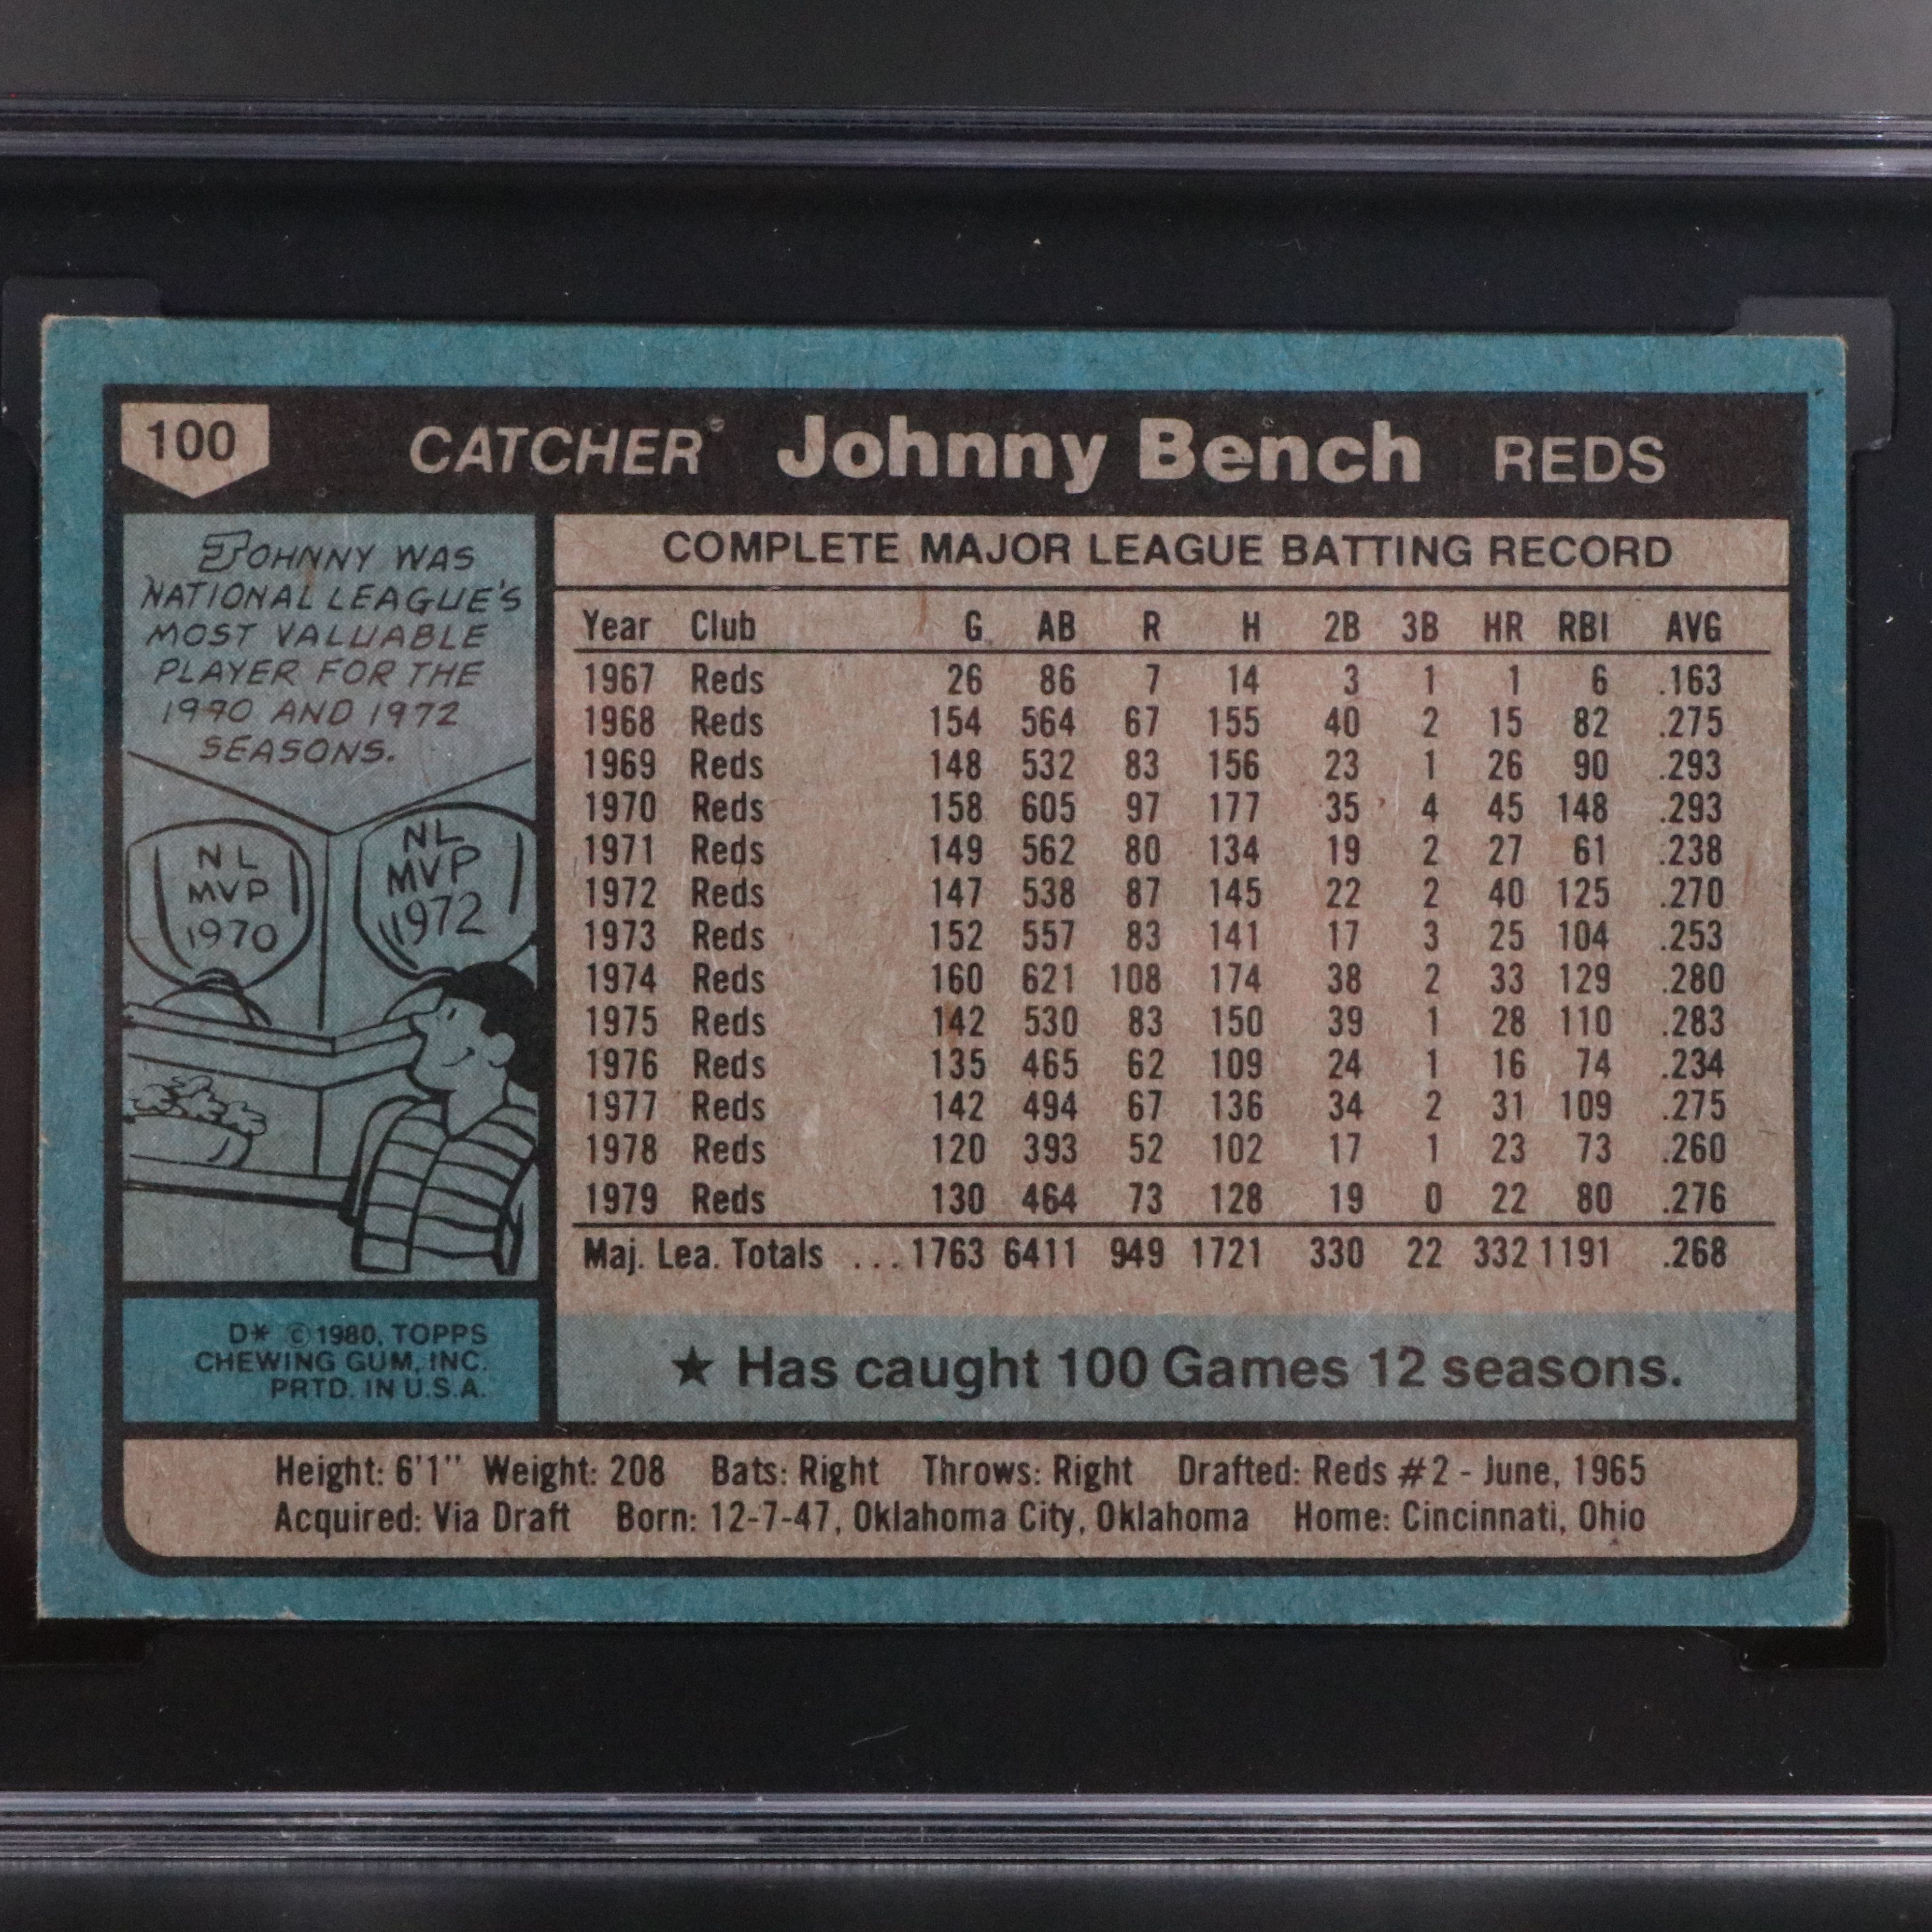 100 CATCHER Johnny Bench REDS
JOHNNY WAS
NATIONAL LEAGUE'S
MOST VALUABLE
PLAYER FOR THE
1970 AND 1972
SEASONS.
NL
MVP
1970
NL
MVP
1972
D* © 1980, TOPPS
CHEWING GUM, INC.
PRTD. IN U.S.A.
COMPLETE MAJOR LEAGUE BATTING RECORD
Year Club G AB R H 2B 3B HR RBI AVG
1967 Reds 26 86 7 14 3 1 1 6 .163
1968 Reds 154 564 67 155 40 2 15 82 .275
1969 Reds 148 532 83 156 23 1 26 90 .293
1970 Reds 158 605 97 177 35 4 45 148 .293
1971 Reds 149 562 80 134 19 2 27 61 .238
1972 Reds 147 538 87 145 22 2 40 125 .270
1973 Reds 152 557 83 141 17 3 25 104 .253
1974 Reds 160 621 108 174 38 2 33 129 .280
1975 Reds 142 530 83 150 39 1 28 110 .283
1976 Reds 135 465 62 109 24 1 16 74 .234
1977 Reds 142 494 67 136 34 2 31 109 .275
1978 Reds 120 393 52 102 17 1 23 73 .260
1979 Reds 130 464 73 128 19 0 22 80 .276
Maj. Lea. Totals ... 1763 6411 949 1721 330 22 332 1191 .268
★ Has caught 100 Games 12 seasons.
Height: 6'1" Weight: 208 Bats: Right Throws: Right Drafted: Reds #2 - June, 1965
Acquired: Via Draft Born: 12-7-47, Oklahoma City, Oklahoma Home: Cincinnati, Ohio